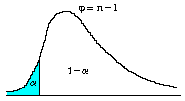 φ = n - 1
1-α
α